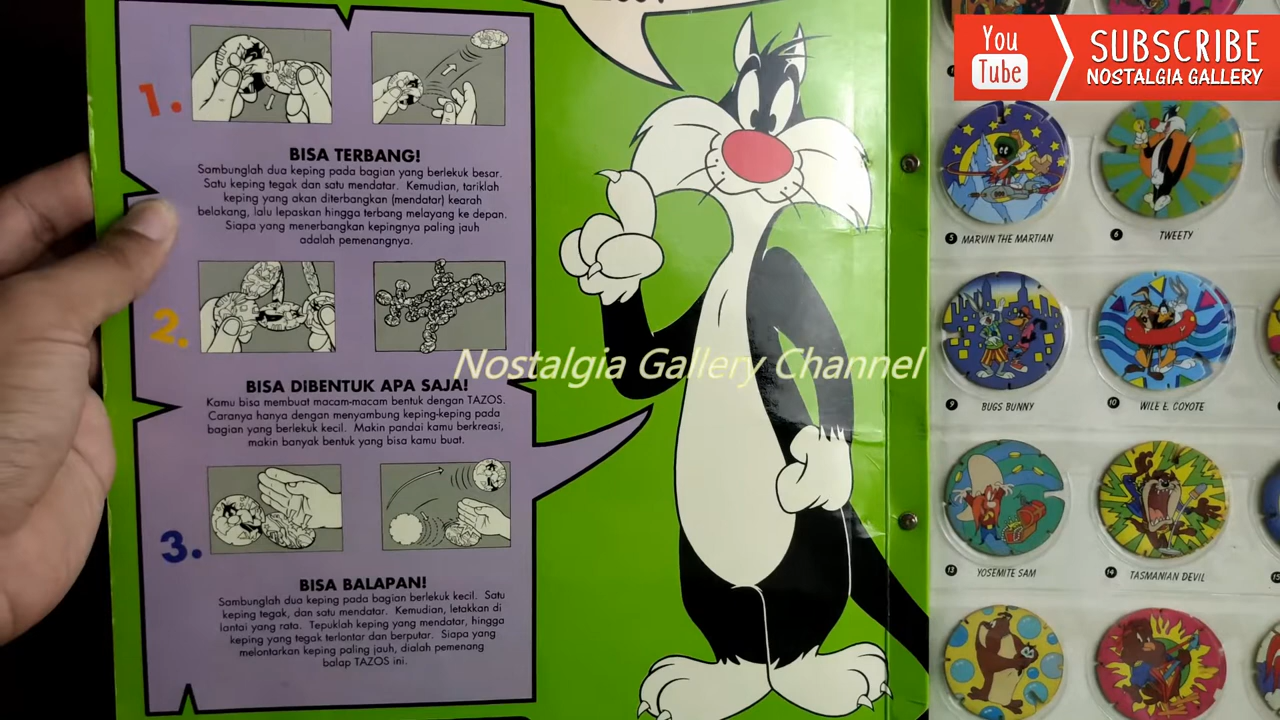 1.
BISA TERBANG!
Sambunglah dua keping pada bagian yang berlekuk besar.
Satu keping tegak dan satu mendatar. Kemudian, tariklah
keping yang akan diterbangkan (mendatar) kearah
belakang, lalu lepaskan hingga terbang melayang ke depan.
Siapa yang menerbangkan kepingnya paling jauh
adalah pemenangnya.
2.
BISA DIBENTUK APA SAJA!
Kamu bisa membuat macam-macam bentuk dengan TAZOS.
Caranya hanya dengan menyambung keping-keping pada
bagian yang berlekuk kecil. Makin pandai kamu berkreasi,
makin banyak bentuk yang bisa kamu buat.
3.
BISA BALAPAN!
Sambunglah dua keping pada bagian berlekuk kecil. Satu
keping tegak, dan satu mendatar. Kemudian, letakkan di
lantai yang rata. Tepuklah keping yang mendatar, hingga
keping yang tegak terlontar dan berputar. Siapa yang
melontarkan keping paling jauh, dialah pemenang
balap TAZOS ini.
Nostalgia Gallery Channel
You
Tube
SUBSCRIBE
NOSTALGIA GALLERY
5 MARVIN THE MARTIAN
6 TWEETY
9 BUGS BUNNY
10 WILE E. COYOTE
13 YOSEMITE SAM
14 TASMANIAN DEVIL
15